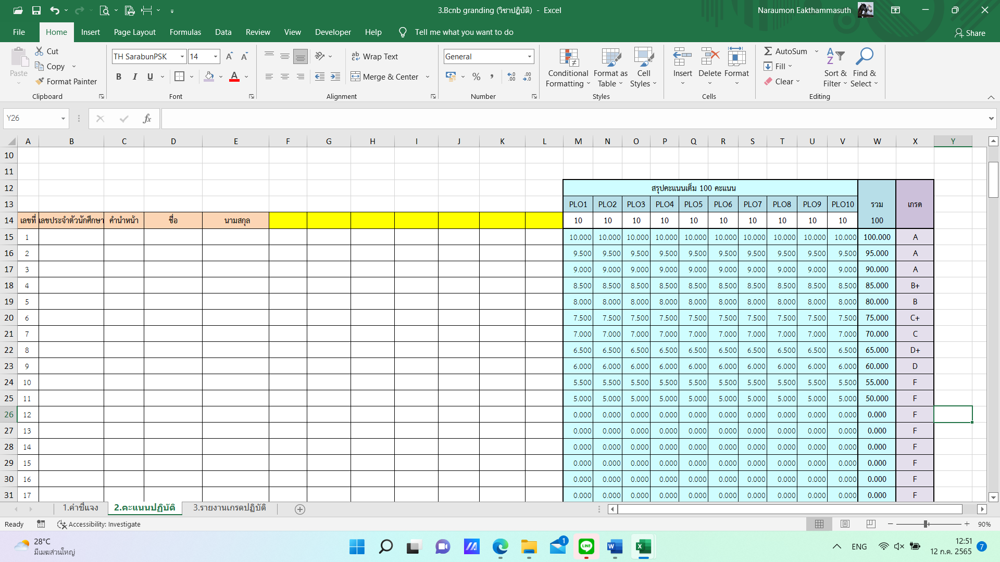 3.Bcnb granding (วิชาปฏิบัติ) - Excel
Naraumon Eakthammasuth
File Home Insert Page Layout Formulas Data Review View Developer Help Tell me what you want to do Share
Paste
Cut
Copy
Format Painter
Clipboard
TH SarabunPSK 14
B I U
Font
Wrap Text
Merge & Center
Alignment
General
Number
Conditional Formatting
Format as Table
Cell Styles
Styles
Insert
Delete
Format
Cells
AutoSum
Fill
Clear
Sort & Filter
Find & Select
Editing
Y26
fx
A B C D E F G H I J K L M N O P Q R S T U V W X Y
10
11
12 สรุปคะแนนเต็ม 100 คะแนน
13 PLO1 PLO2 PLO3 PLO4 PLO5 PLO6 PLO7 PLO8 PLO9 PLO10 รวม เกรด
14 เลขที่ เลขประจำตัวนักศึกษา คำนำหน้า ชื่อ นามสกุล 10 10 10 10 10 10 10 10 10 10 100
15 1 10.000 10.000 10.000 10.000 10.000 10.000 10.000 10.000 10.000 10.000 100.000 A
16 2 9.500 9.500 9.500 9.500 9.500 9.500 9.500 9.500 9.500 9.500 95.000 A
17 3 9.000 9.000 9.000 9.000 9.000 9.000 9.000 9.000 9.000 9.000 90.000 A
18 4 8.500 8.500 8.500 8.500 8.500 8.500 8.500 8.500 8.500 8.500 85.000 B+
19 5 8.000 8.000 8.000 8.000 8.000 8.000 8.000 8.000 8.000 8.000 80.000 B
20 6 7.500 7.500 7.500 7.500 7.500 7.500 7.500 7.500 7.500 7.500 75.000 C+
21 7 7.000 7.000 7.000 7.000 7.000 7.000 7.000 7.000 7.000 7.000 70.000 C
22 8 6.500 6.500 6.500 6.500 6.500 6.500 6.500 6.500 6.500 6.500 65.000 D+
23 9 6.000 6.000 6.000 6.000 6.000 6.000 6.000 6.000 6.000 6.000 60.000 D
24 10 5.500 5.500 5.500 5.500 5.500 5.500 5.500 5.500 5.500 5.500 55.000 F
25 11 5.000 5.000 5.000 5.000 5.000 5.000 5.000 5.000 5.000 5.000 50.000 F
26 12 0.000 0.000 0.000 0.000 0.000 0.000 0.000 0.000 0.000 0.000 0.000 F
27 13 0.000 0.000 0.000 0.000 0.000 0.000 0.000 0.000 0.000 0.000 0.000 F
28 14 0.000 0.000 0.000 0.000 0.000 0.000 0.000 0.000 0.000 0.000 0.000 F
29 15 0.000 0.000 0.000 0.000 0.000 0.000 0.000 0.000 0.000 0.000 0.000 F
30 16 0.000 0.000 0.000 0.000 0.000 0.000 0.000 0.000 0.000 0.000 0.000 F
31 17 0.000 0.000 0.000 0.000 0.000 0.000 0.000 0.000 0.000 0.000 0.000 F
1.คำชี้แจง 2.คะแนนปฏิบัติ 3.รายงานเกรดปฏิบัติ
Ready Accessibility: Investigate 90%
28°C
มีเมฆส่วนใหญ่
1
LINE
ENG
12:51
12 ก.ค. 2565
7